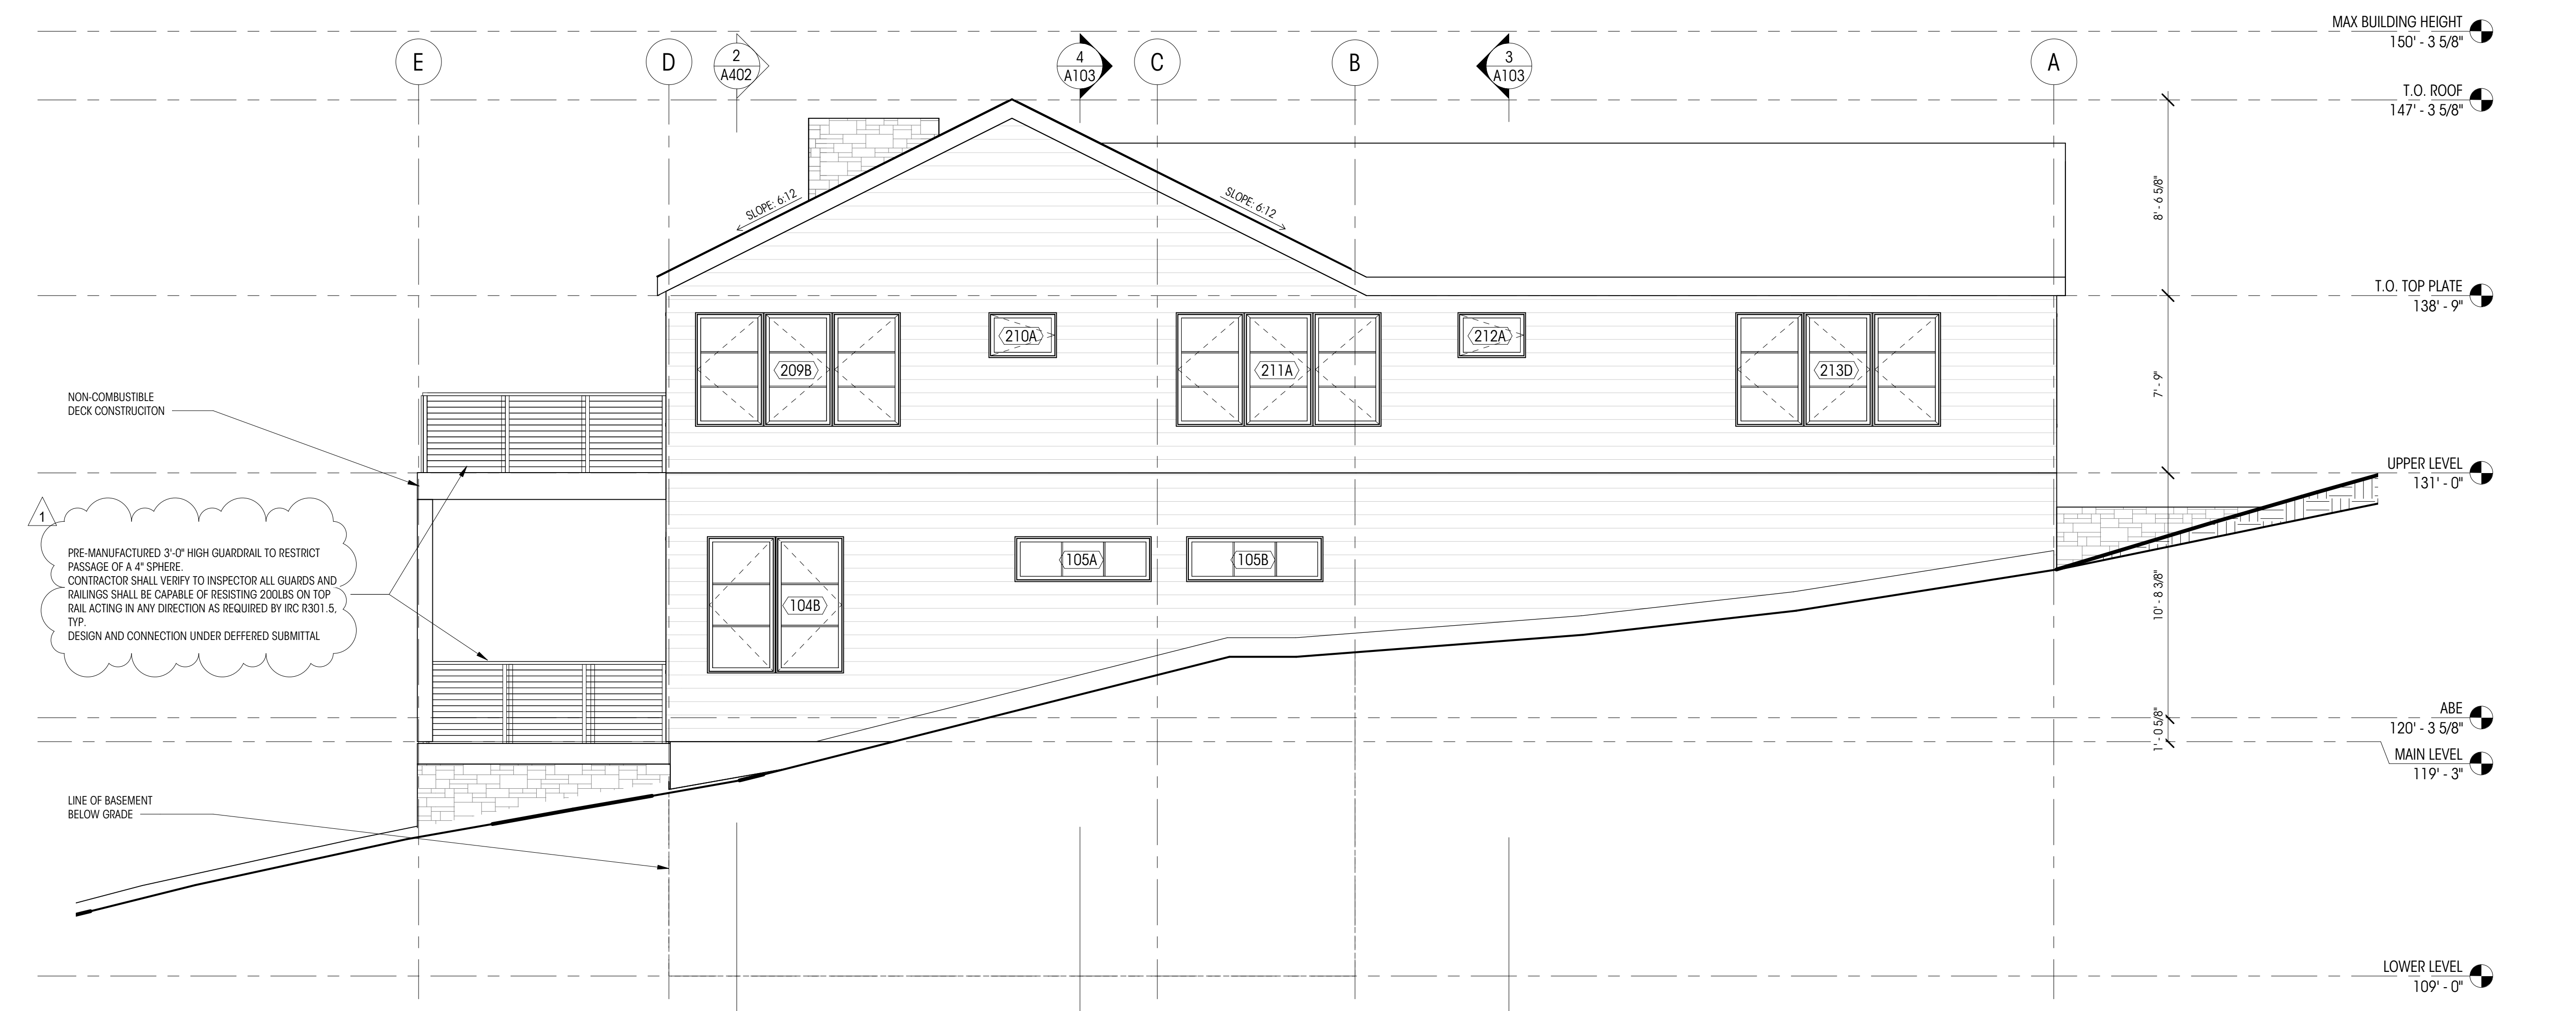 MAX BUILDING HEIGHT
150' - 3 5/8"
E
D
2
A402
4
A103
C
B
3
A103
A
T.O. ROOF
147' - 3 5/8"
SLOPE: 6:12
SLOPE: 6:12
8' - 6 5/8"
T.O. TOP PLATE
138' - 9"
210A
212A
209B
211A
213D
7' - 9"
NON-COMBUSTIBLE
DECK CONSTRUCITON
UPPER LEVEL
131' - 0"
1
PRE-MANUFACTURED 3'-0" HIGH GUARDRAIL TO RESTRICT
PASSAGE OF A 4" SPHERE.
CONTRACTOR SHALL VERIFY TO INSPECTOR ALL GUARDS AND
RAILINGS SHALL BE CAPABLE OF RESISTING 200LBS ON TOP
RAIL ACTING IN ANY DIRECTION AS REQUIRED BY IRC R301.5,
TYP.
DESIGN AND CONNECTION UNDER DEFFERED SUBMITTAL
105A
105B
104B
10' - 8 3/8"
ABE
120' - 3 5/8"
1' - 0 5/8"
MAIN LEVEL
119' - 3"
LINE OF BASEMENT
BELOW GRADE
LOWER LEVEL
109' - 0"